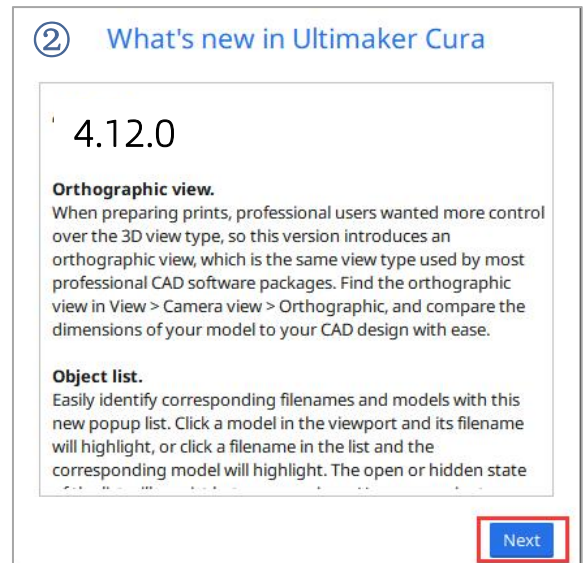 ② What's new in Ultimaker Cura
4.12.0
Orthographic view.
When preparing prints, professional users wanted more control
over the 3D view type, so this version introduces an
orthographic view, which is the same view type used by most
professional CAD software packages. Find the orthographic
view in View > Camera view > Orthographic, and compare the
dimensions of your model to your CAD design with ease.
Object list.
Easily identify corresponding filenames and models with this
new popup list. Click a model in the viewport and its filename
will highlight, or click a filename in the list and the
corresponding model will highlight. The open or hidden state
Next